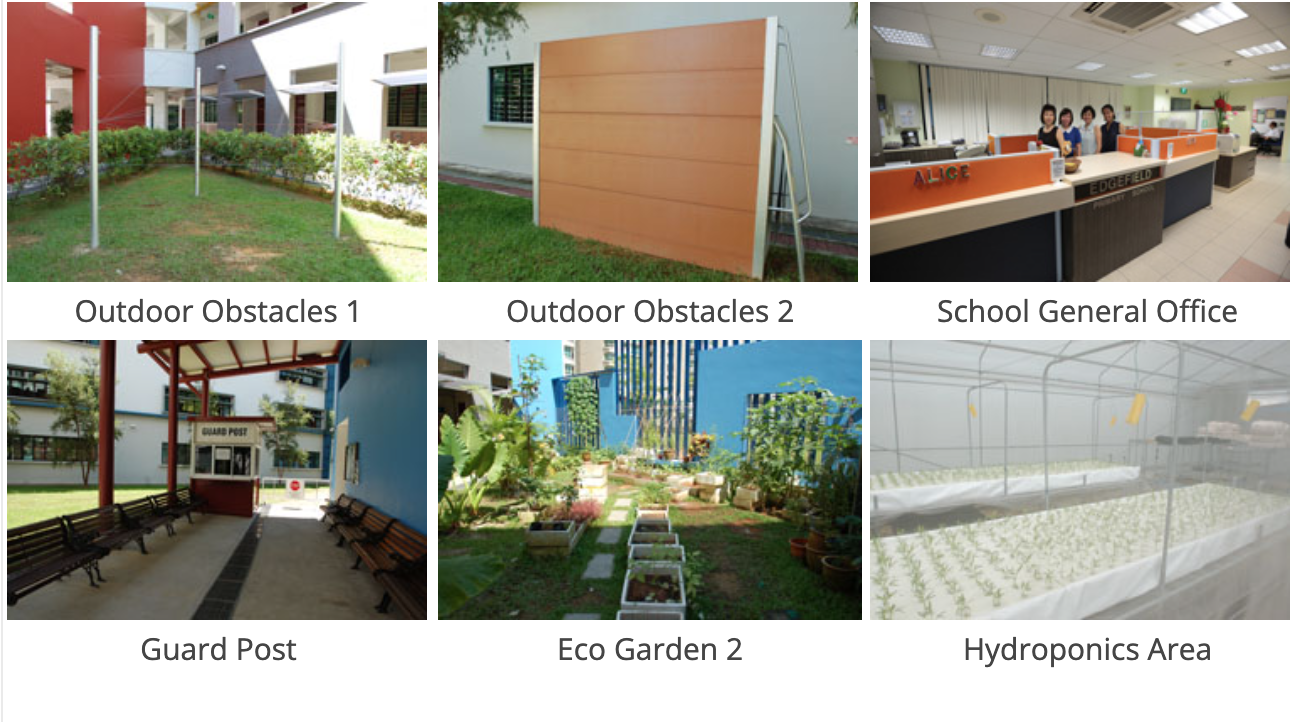 ALICE
EDGEFIELD
PRIMARY SCHOOL
Outdoor Obstacles 1
Outdoor Obstacles 2
School General Office
GUARD POST
Guard Post
Eco Garden 2
Hydroponics Area